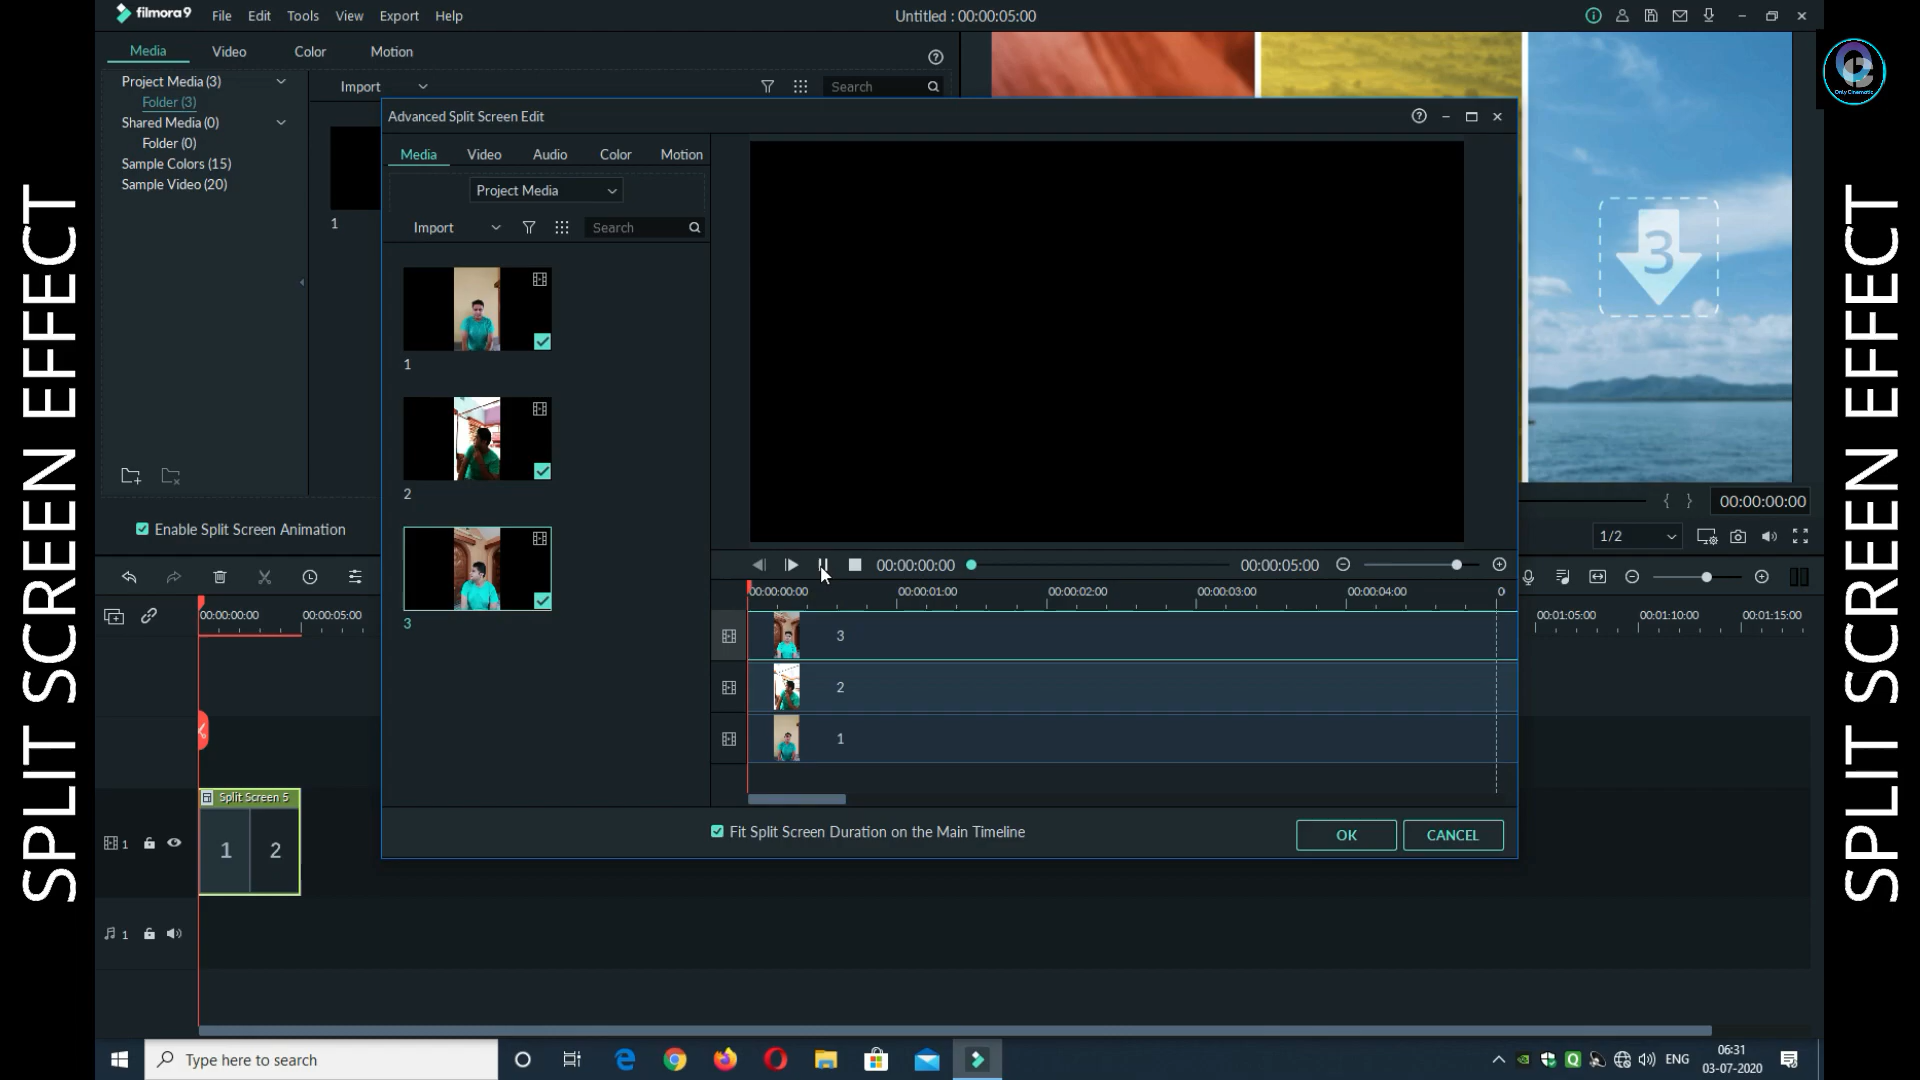 SPLIT SCREEN EFFECT
filmora9
File Edit Tools View Export Help
Untitled : 00:00:05:00
Media Video Color Motion
Project Media (3)
Folder (3)
Shared Media (0)
Folder (0)
Sample Colors (15)
Sample Video (20)
Import
Search
1
Enable Split Screen Animation
Advanced Split Screen Edit
Media Video Audio Color Motion
Project Media
Import
Search
1
2
3
00:00:00:00
00:00:05:00
00:00:00:00 00:00:01:00 00:00:02:00 00:00:03:00 00:00:04:00 0
3
2
1
Fit Split Screen Duration on the Main Timeline
OK
CANCEL
3
00:00:00:00
1/2
00:00:00:00 00:00:05:00
00:01:05:00 00:01:10:00 00:01:15:00
Split Screen 5
1 2
1
1
Only Cinematic
SPLIT SCREEN EFFECT
Type here to search
ENG
06:31
03-07-2020